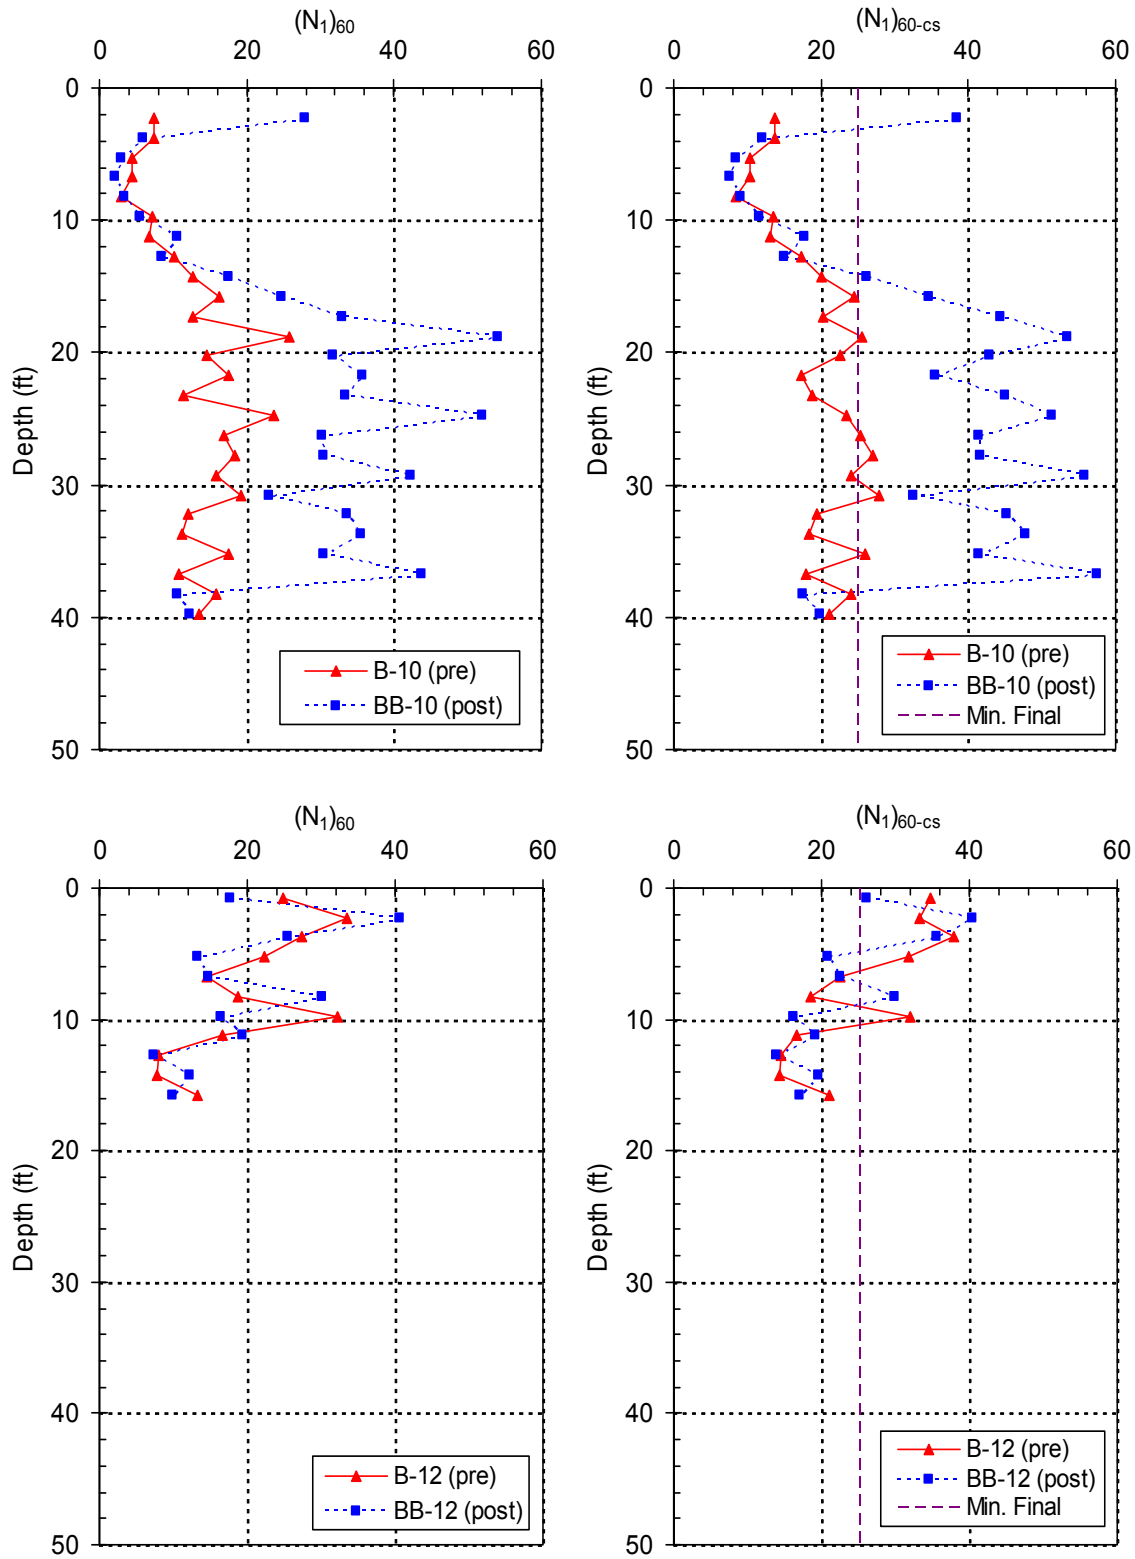 (N1)60
0 20 40 60
0
10
20
30
40
50
Depth (ft)
B-10 (pre)
BB-10 (post)
(N1)60-cs
0 20 40 60
0
10
20
30
40
50
Depth (ft)
B-10 (pre)
BB-10 (post)
Min. Final
(N1)60
0 20 40 60
0
10
20
30
40
50
Depth (ft)
B-12 (pre)
BB-12 (post)
(N1)60-cs
0 20 40 60
0
10
20
30
40
50
Depth (ft)
B-12 (pre)
BB-12 (post)
Min. Final